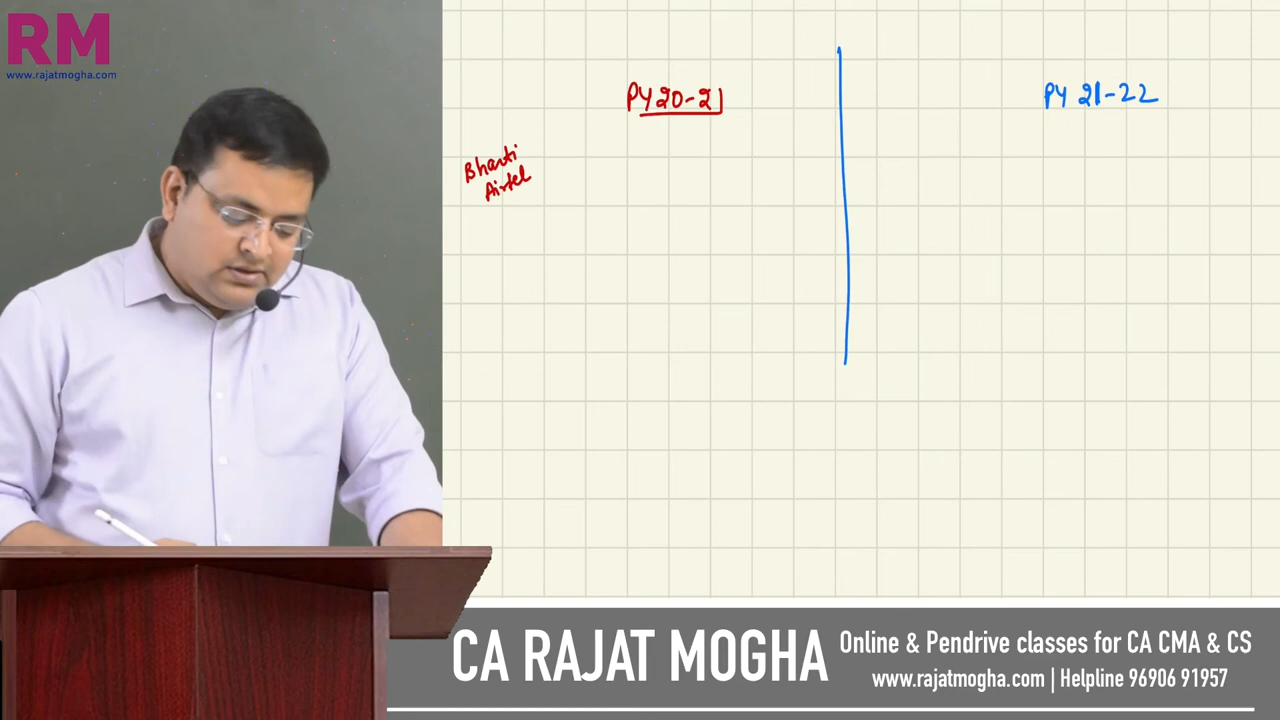 RM
www.rajatmogha.com
PY 20-21
PY 21-22
Bharti
Airtel
CA RAJAT MOGHA
Online & Pendrive classes for CA CMA & CS
www.rajatmogha.com | Helpline 96906 91957